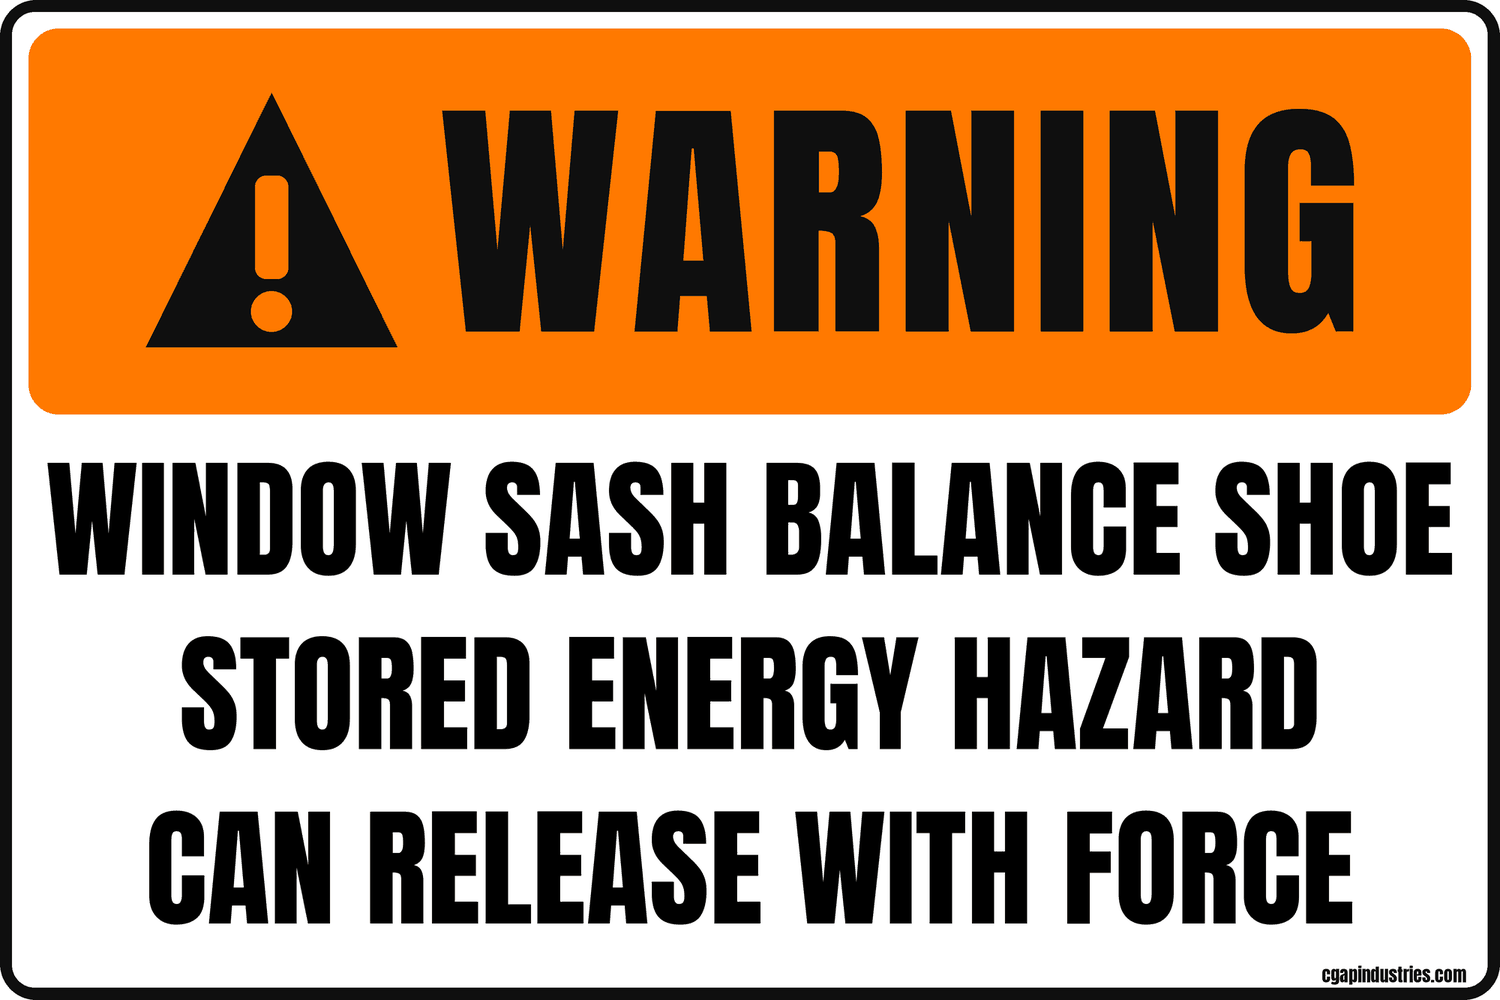 WARNING
WINDOW SASH BALANCE SHOE
STORED ENERGY HAZARD
CAN RELEASE WITH FORCE
cgapindustries.com